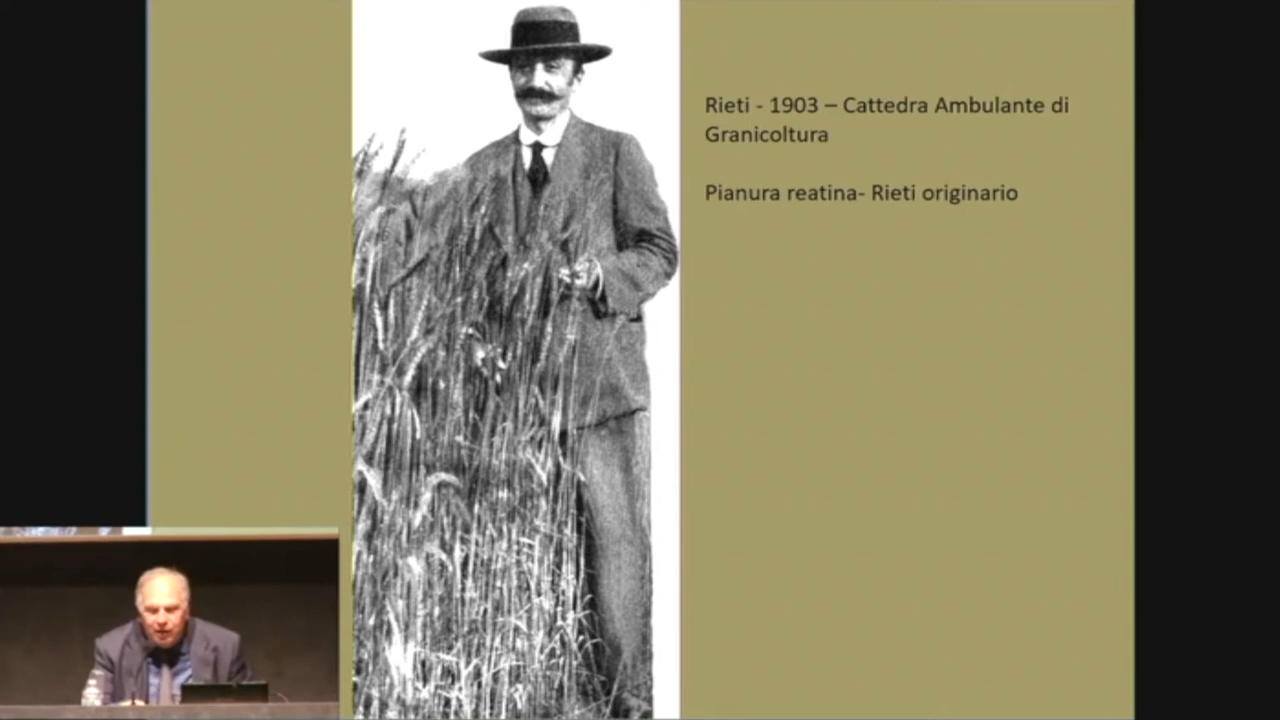 Rieti - 1903 – Cattedra Ambulante di
Granicoltura
Pianura reatina- Rieti originario